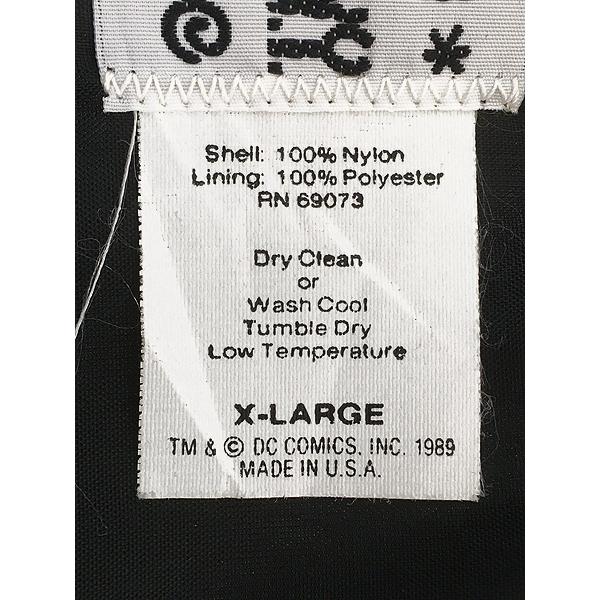 Shell: 100% Nylon
Lining: 100% Polyester
RN 69073
Dry Clean
or
Wash Cool
Tumble Dry
Low Temperature
X-LARGE
TM & © DC COMICS, INC. 1989
MADE IN U.S.A.